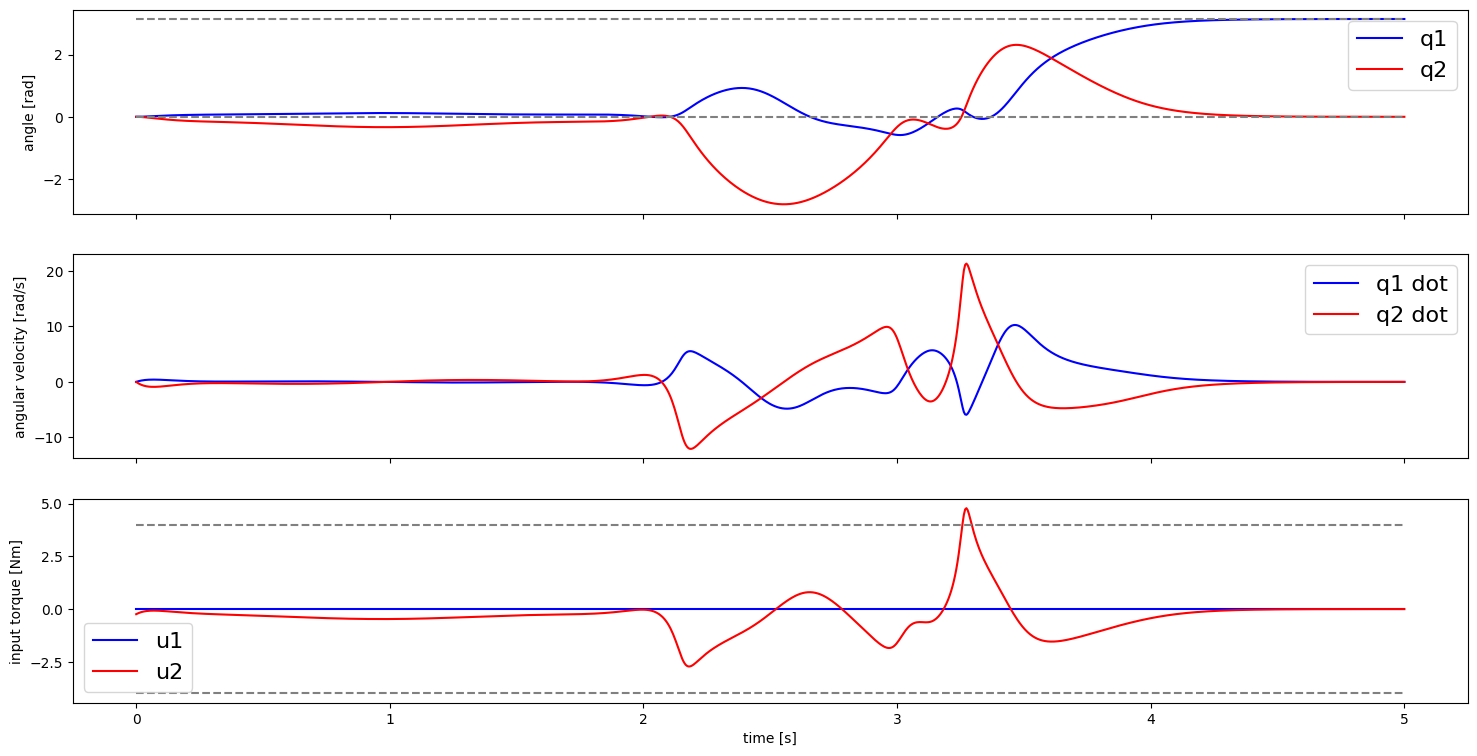 angle [rad]
2
0
−2
q1
q2
angular velocity [rad/s]
20
10
0
−10
q1 dot
q2 dot
input torque [Nm]
5.0
2.5
0.0
−2.5
u1
u2
0 1 2 3 4 5
time [s]